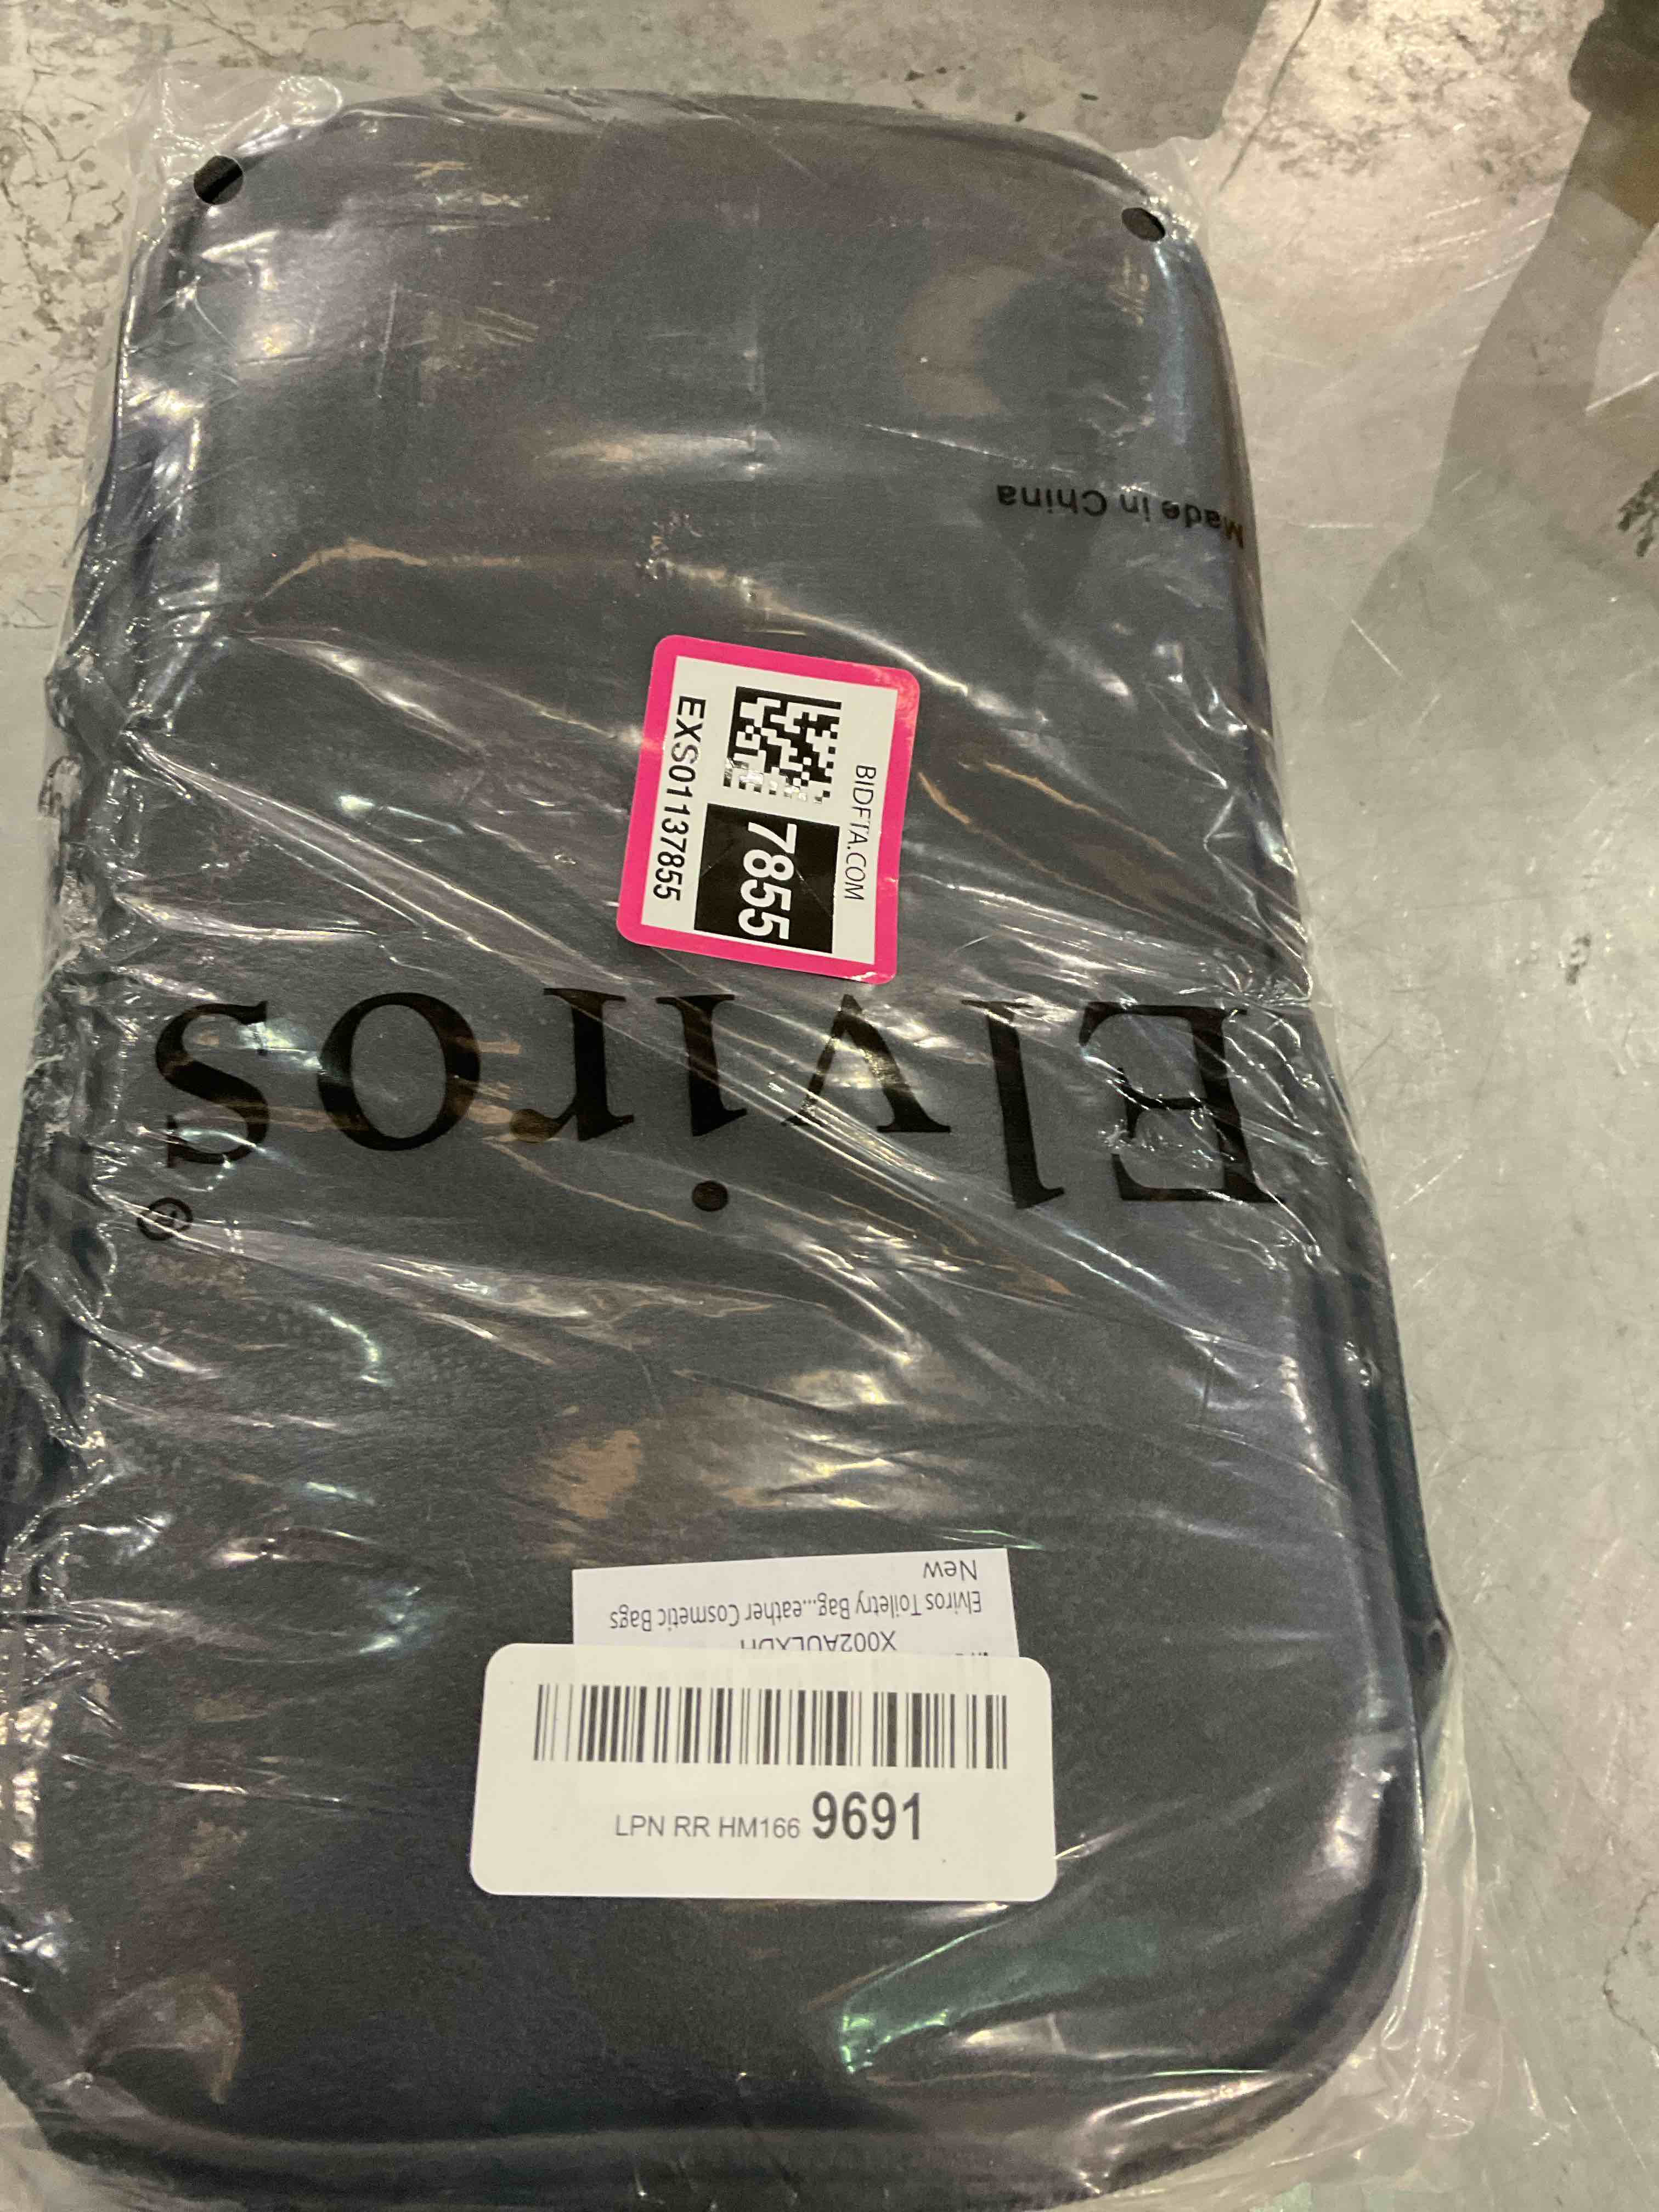 Made in China
BIDFTA.COM
7855
EXS01137855
Elviros®
New
Elviros Toiletry Bag...eather Cosmetic Bags
LPN RR HM166 9691